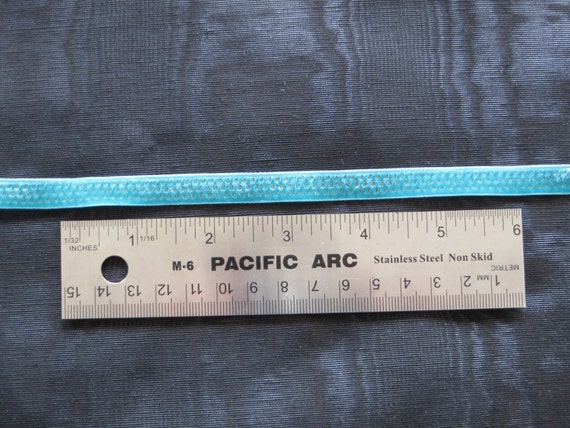 1 2 3 4 5 6
1/32 1/16
INCHES
M-6 PACIFIC ARC Stainless Steel Non Skid
METRIC
MM
15 14 13 12 11 10 9 8 7 6 5 4 3 2 1